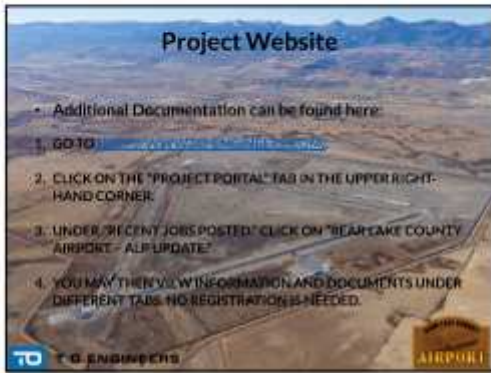 Project Website
• Additional Documentation can be found here:
1. GO TO
2. CLICK ON THE "PROJECT PORTAL" TAB IN THE UPPER RIGHT-
HAND CORNER.
3. UNDER "RECENT JOBS POSTED," CLICK ON "BEAR LAKE COUNTY
AIRPORT – ALP UPDATE."
4. YOU MAY THEN VIEW INFORMATION AND DOCUMENTS UNDER
DIFFERENT TABS. NO REGISTRATION IS NEEDED.
TO T-O ENGINEERS
AIRPORT